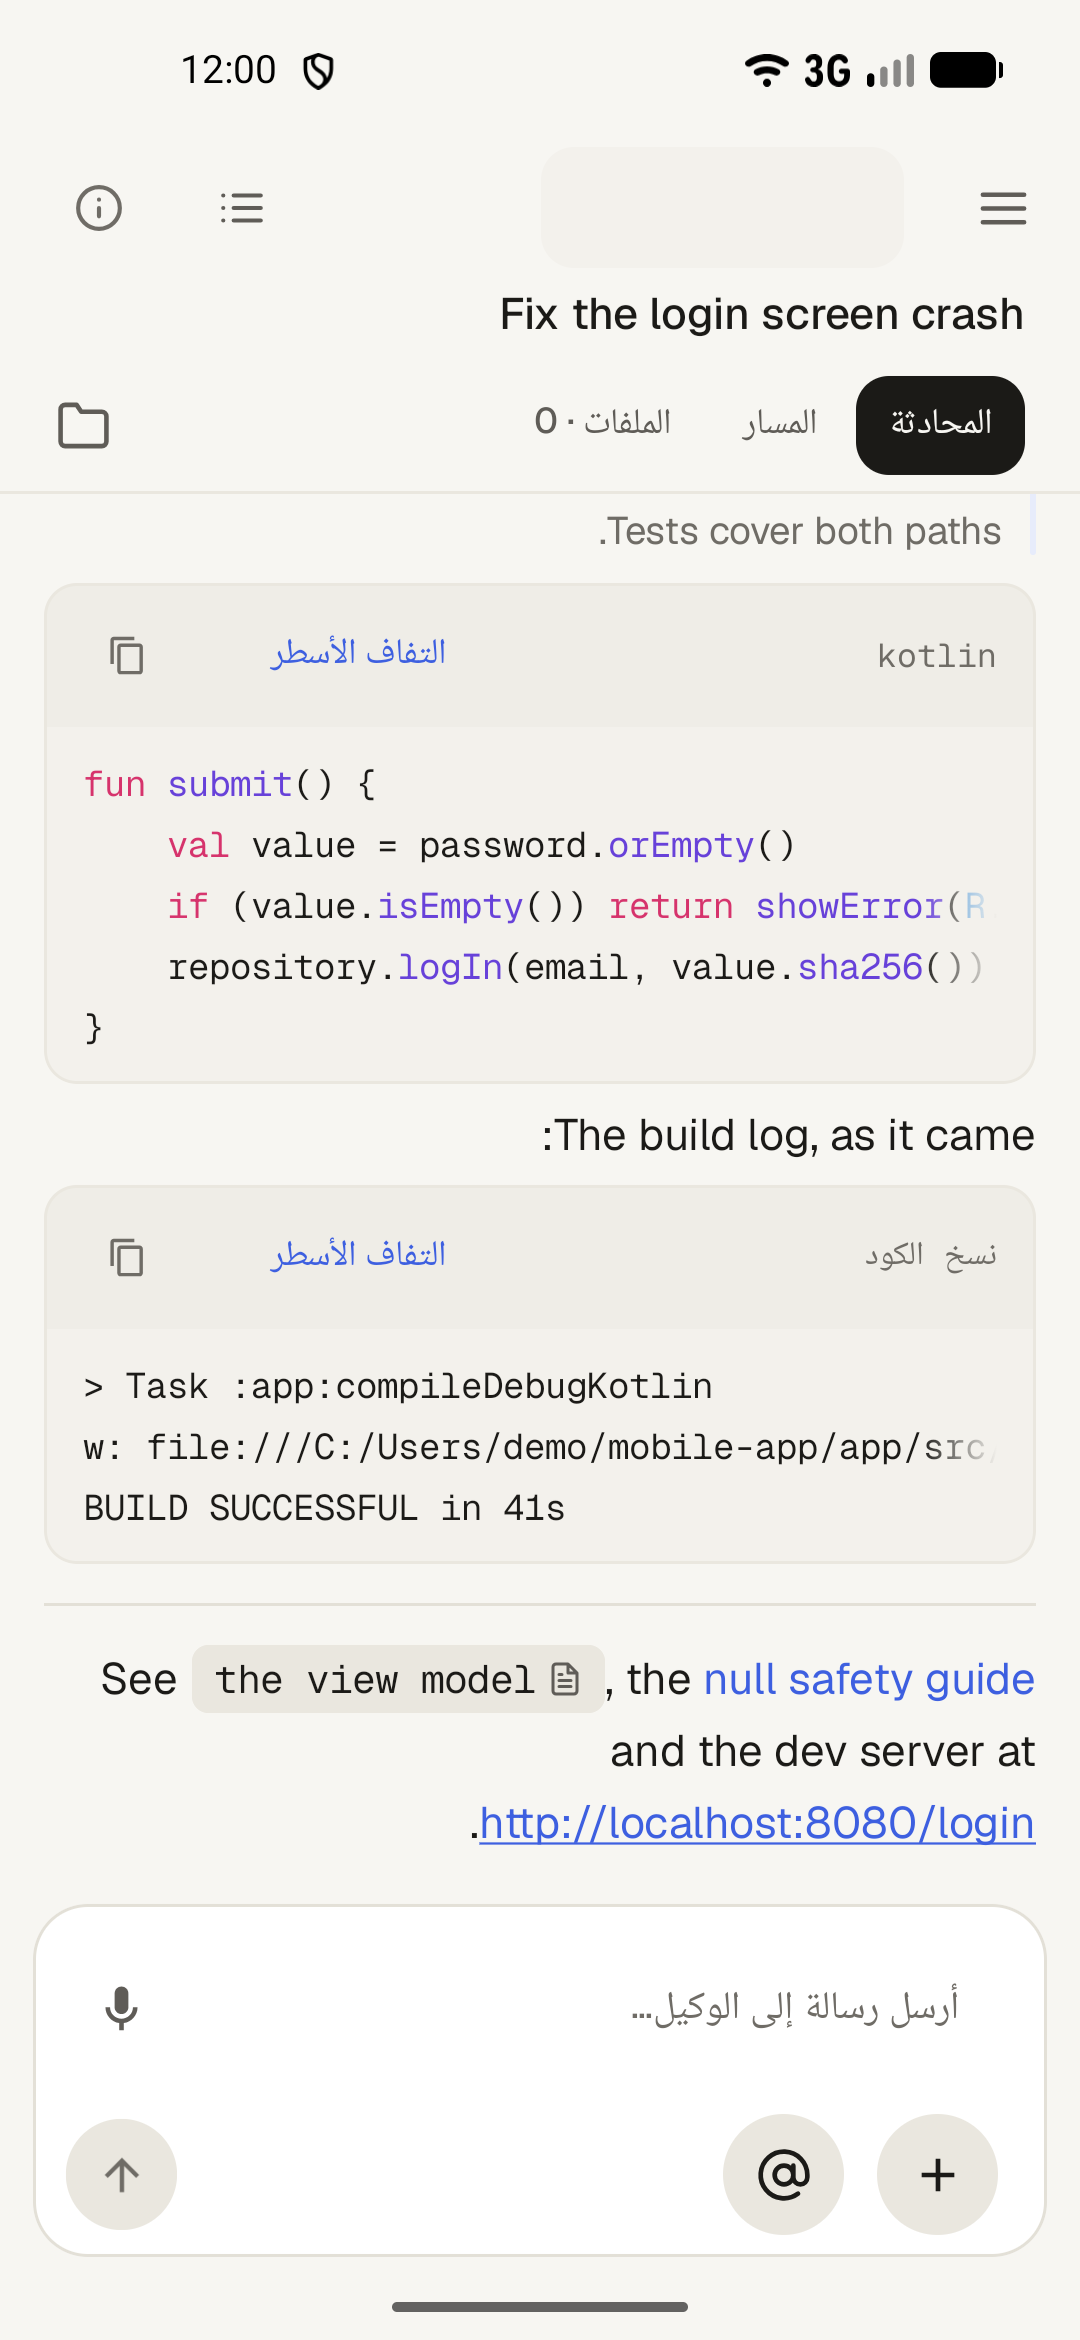 12:00
3G
Fix the login screen crash
المحادثة
المسار
الملفات · 0
Tests cover both paths.
kotlin
التفاف الأسطر
fun submit() {
    val value = password.orEmpty()
    if (value.isEmpty()) return showError(R
    repository.logIn(email, value.sha256())
}
The build log, as it came:
نسخ الكود
التفاف الأسطر
> Task :app:compileDebugKotlin
w: file:///C:/Users/demo/mobile-app/app/src/
BUILD SUCCESSFUL in 41s
See the view model, the null safety guide
and the dev server at
http://localhost:8080/login.
أرسل رسالة إلى الوكيل...